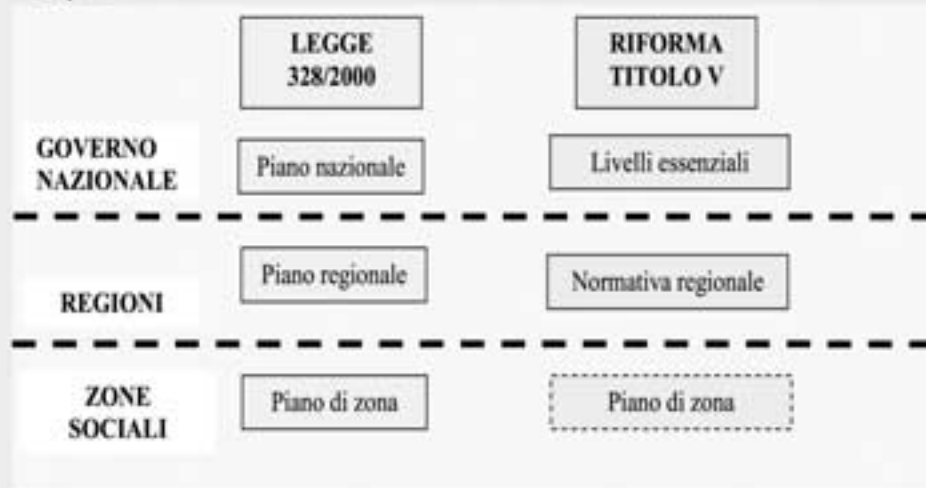 LEGGE
328/2000
RIFORMA
TITOLO V
GOVERNO
NAZIONALE
Piano nazionale
Livelli essenziali
REGIONI
Piano regionale
Normativa regionale
ZONE
SOCIALI
Piano di zona
Piano di zona